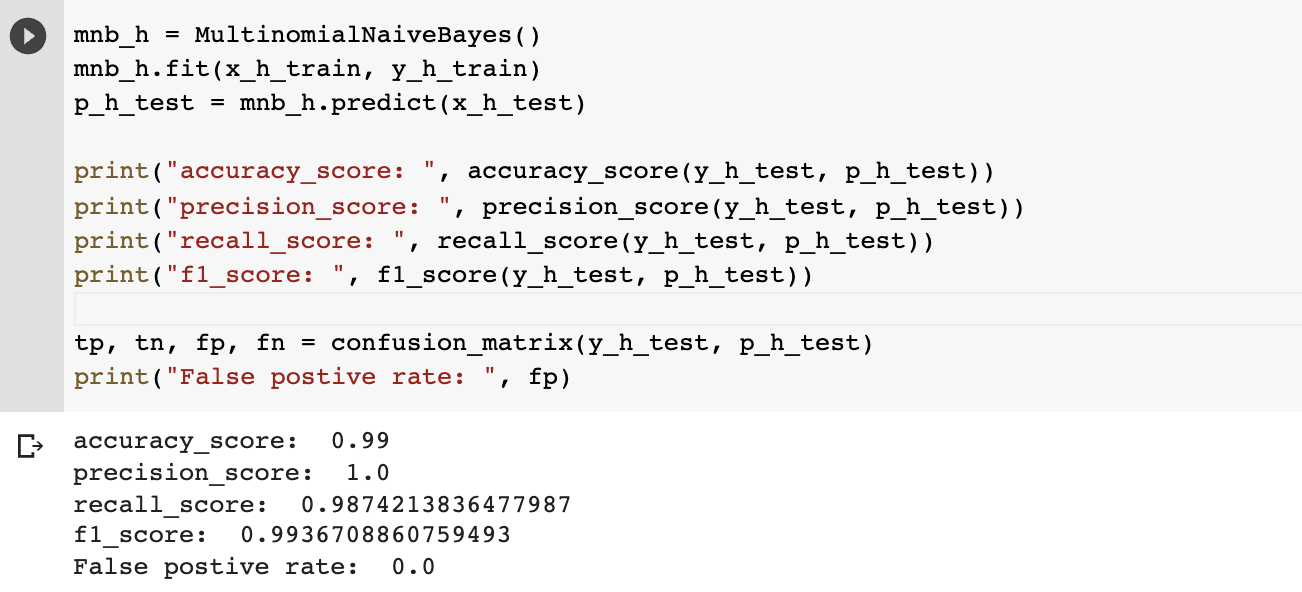 mnb_h = MultinomialNaiveBayes()
mnb_h.fit(x_h_train, y_h_train)
p_h_test = mnb_h.predict(x_h_test)
print("accuracy_score: ", accuracy_score(y_h_test, p_h_test))
print("precision_score: ", precision_score(y_h_test, p_h_test))
print("recall_score: ", recall_score(y_h_test, p_h_test))
print("f1_score: ", f1_score(y_h_test, p_h_test))
tp, tn, fp, fn = confusion_matrix(y_h_test, p_h_test)
print("False postive rate: ", fp)
accuracy_score:  0.99
precision_score:  1.0
recall_score:  0.9874213836477987
f1_score:  0.9936708860759493
False postive rate:  0.0